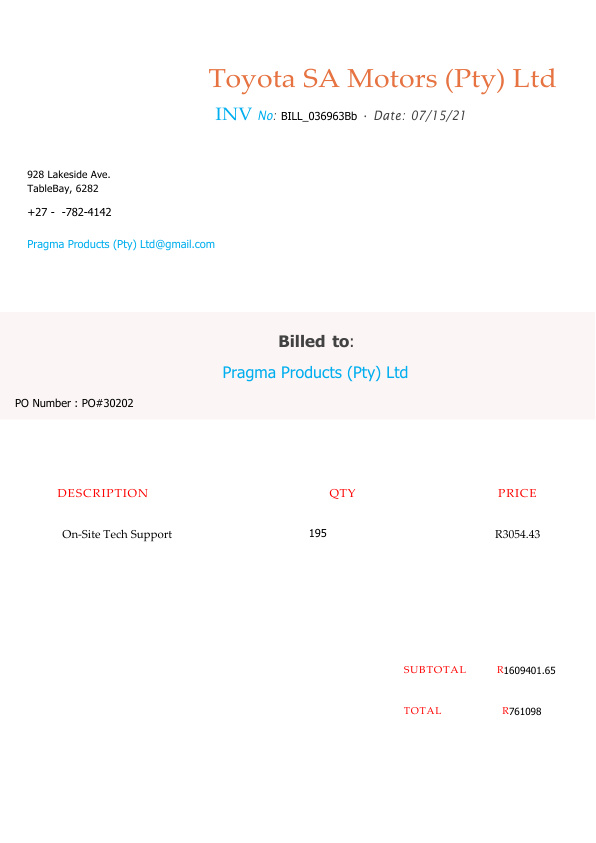 Toyota SA Motors (Pty) Ltd
INV No: BILL_036963Bb · Date: 07/15/21
928 Lakeside Ave.
TableBay, 6282
+27 -  -782-4142
Pragma Products (Pty) Ltd@gmail.com
Billed to:
Pragma Products (Pty) Ltd
PO Number : PO#30202
DESCRIPTION QTY PRICE
On-Site Tech Support 195 R3054.43
SUBTOTAL R1609401.65
TOTAL R761098